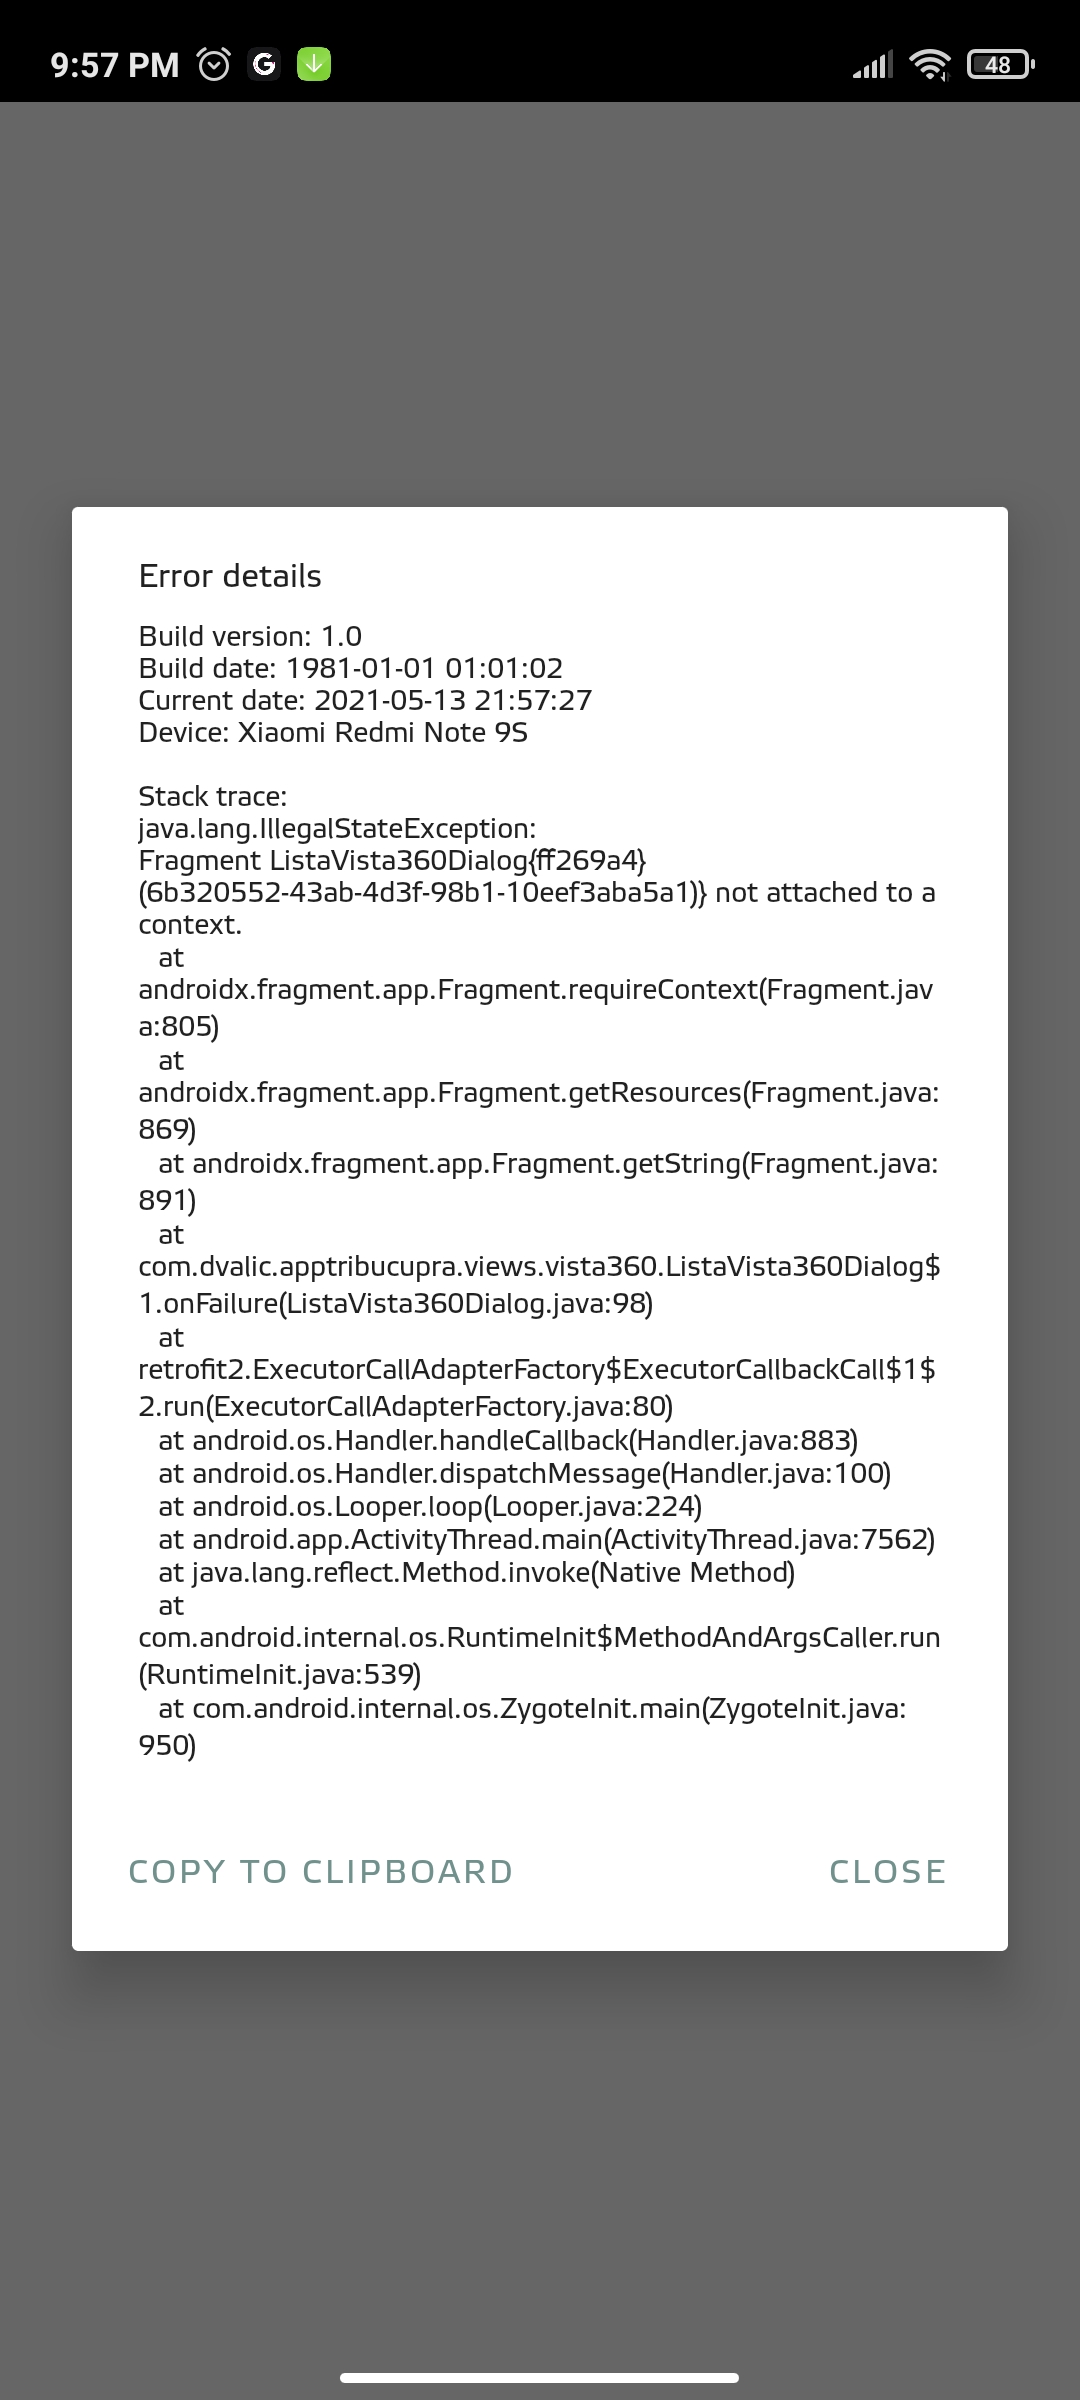 9:57 PM G 48
Error details
Build version: 1.0
Build date: 1981-01-01 01:01:02
Current date: 2021-05-13 21:57:27
Device: Xiaomi Redmi Note 9S
Stack trace:
java.lang.IllegalStateException:
Fragment ListaVista360Dialog{ff269a4}
(6b320552-43ab-4d3f-98b1-10eef3aba5a1)} not attached to a
context.
at
androidx.fragment.app.Fragment.requireContext(Fragment.jav
a:805)
at
androidx.fragment.app.Fragment.getResources(Fragment.java:
869)
at androidx.fragment.app.Fragment.getString(Fragment.java:
891)
at
com.dvalic.apptribucupra.views.vista360.ListaVista360Dialog$
1.onFailure(ListaVista360Dialog.java:98)
at
retrofit2.ExecutorCallAdapterFactory$ExecutorCallbackCall$1$
2.run(ExecutorCallAdapterFactory.java:80)
at android.os.Handler.handleCallback(Handler.java:883)
at android.os.Handler.dispatchMessage(Handler.java:100)
at android.os.Looper.loop(Looper.java:224)
at android.app.ActivityThread.main(ActivityThread.java:7562)
at java.lang.reflect.Method.invoke(Native Method)
at
com.android.internal.os.RuntimeInit$MethodAndArgsCaller.run
(RuntimeInit.java:539)
at com.android.internal.os.ZygoteInit.main(ZygoteInit.java:
950)
COPY TO CLIPBOARD CLOSE